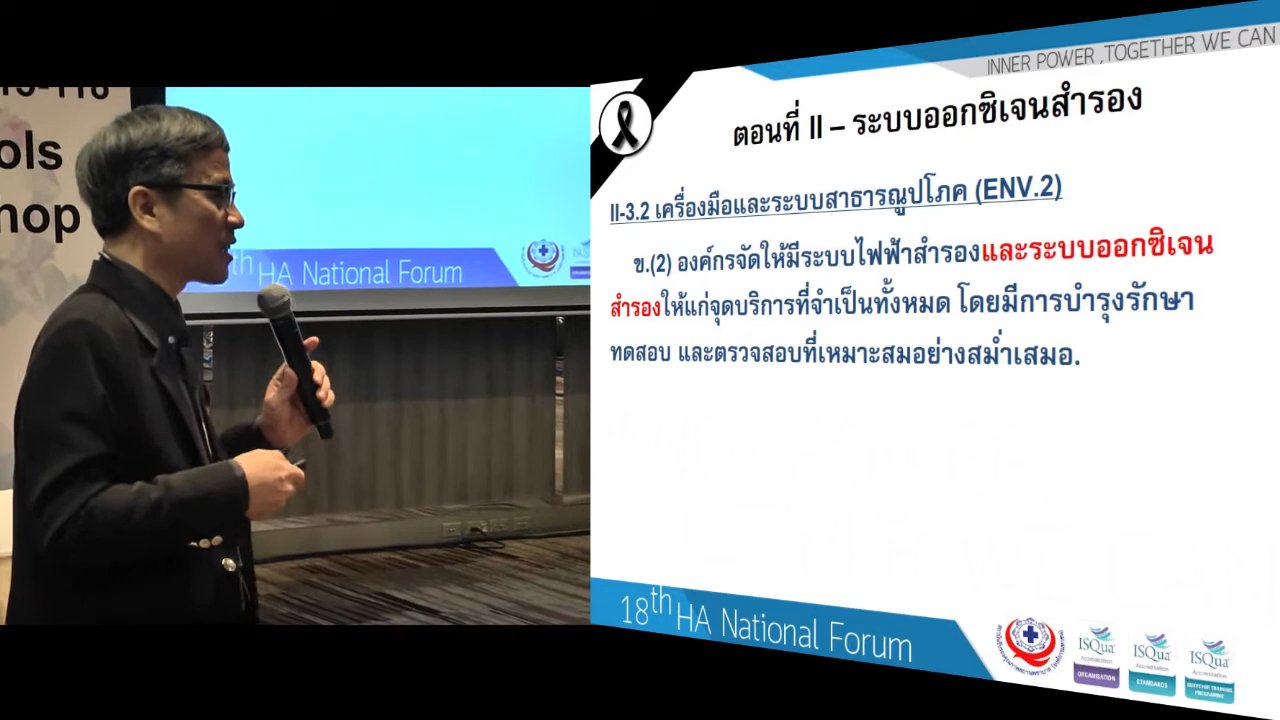 ols
hop
th HA National Forum
INNER POWER , TOGETHER WE CAN
ตอนที่ II – ระบบออกซิเจนสำรอง
II-3.2 เครื่องมือและระบบสาธารณูปโภค (ENV.2)
ข.(2) องค์กรจัดให้มีระบบไฟฟ้าสำรองและระบบออกซิเจน
สำรองให้แก่จุดบริการที่จำเป็นทั้งหมด โดยมีการบำรุงรักษา
ทดสอบ และตรวจสอบที่เหมาะสมอย่างสม่ำเสมอ.
18th HA National Forum
ISQua
Accreditation
ORGANISATION
ISQua
Accreditation
STANDARDS
ISQua
Accreditation
SURVEYOR TRAINING
PROGRAMME